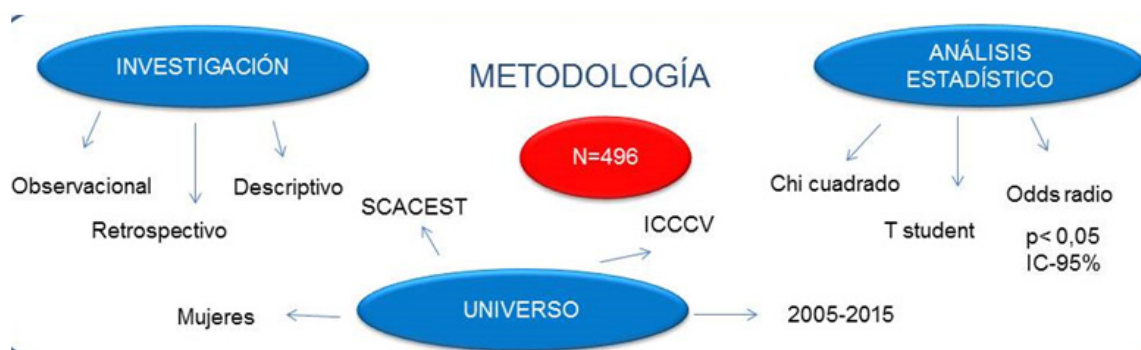 INVESTIGACIÓN
Observacional
Retrospectivo
Descriptivo
METODOLOGÍA
N=496
ANÁLISIS
ESTADÍSTICO
Chi cuadrado
T student
Odds radio
p< 0,05
IC-95%
SCACEST
ICCCV
UNIVERSO
Mujeres
2005-2015